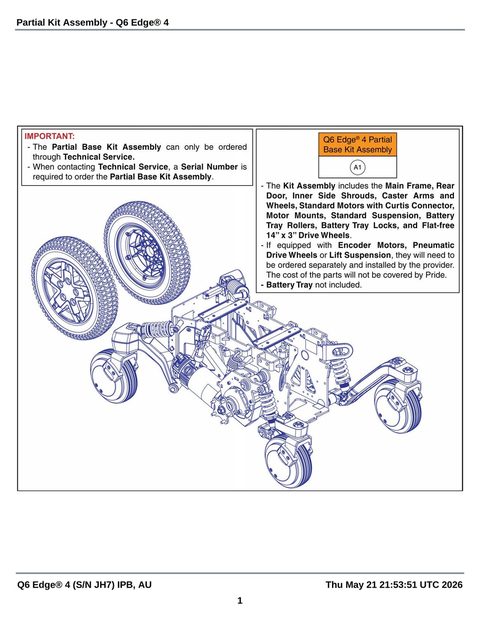 Partial Kit Assembly - Q6 Edge® 4
IMPORTANT:
- The Partial Base Kit Assembly can only be ordered
through Technical Service.
- When contacting Technical Service, a Serial Number is
required to order the Partial Base Kit Assembly.
Q6 Edge® 4 Partial
Base Kit Assembly
A1
- The Kit Assembly includes the Main Frame, Rear
Door, Inner Side Shrouds, Caster Arms and
Wheels, Standard Motors with Curtis Connector,
Motor Mounts, Standard Suspension, Battery
Tray Rollers, Battery Tray Locks, and Flat-free
14” x 3” Drive Wheels.
- If equipped with Encoder Motors, Pneumatic
Drive Wheels or Lift Suspension, they will need to
be ordered separately and installed by the provider.
The cost of the parts will not be covered by Pride.
- Battery Tray not included.
Q6 Edge® 4 (S/N JH7) IPB, AU
Thu May 21 21:53:51 UTC 2026
1